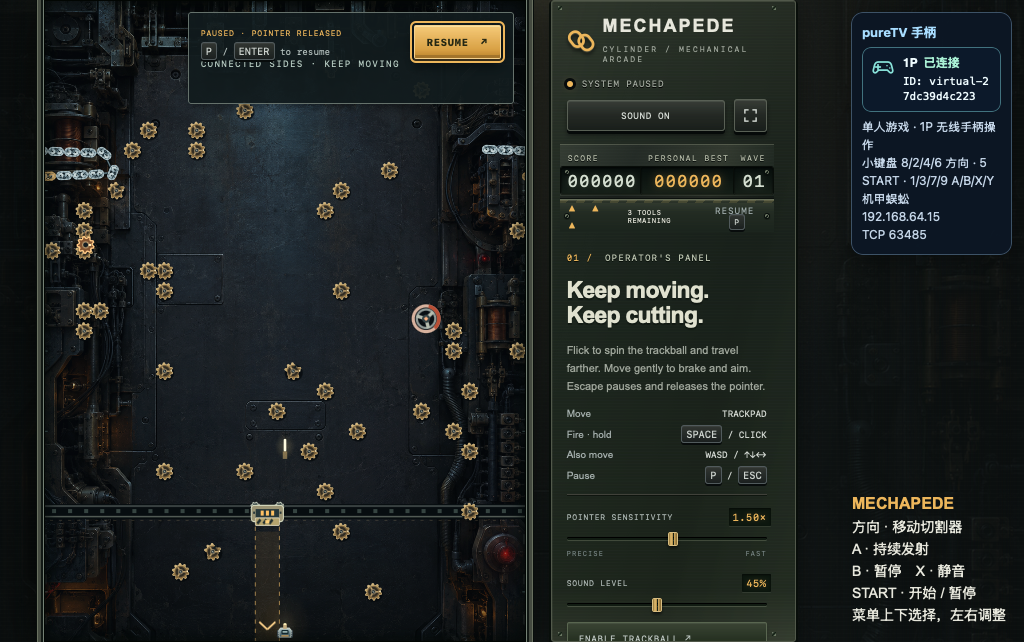 PAUSED · POINTER RELEASED
P / ENTER to resume
CONNECTED SIDES · KEEP MOVING
RESUME ↗
MECHAPEDE
CYLINDER / MECHANICAL
ARCADE
SYSTEM PAUSED
SOUND ON
SCORE PERSONAL BEST WAVE
000000 000000 01
3 TOOLS
REMAINING
RESUME
P
01 / OPERATOR'S PANEL
Keep moving.
Keep cutting.
Flick to spin the trackball and travel
farther. Move gently to brake and aim.
Escape pauses and releases the pointer.
Move TRACKPAD
Fire · hold SPACE / CLICK
Also move WASD / ↑↓↔
Pause P / ESC
POINTER SENSITIVITY 1.50×
PRECISE FAST
SOUND LEVEL 45%
ENABLE TRACKBALL ↗
pureTV 手柄
1P 已连接
ID: virtual-2
7dc39d4c223
单人游戏 · 1P 无线手柄操
作
小键盘 8/2/4/6 方向 · 5
START · 1/3/7/9 A/B/X/Y
机甲蜈蚣
192.168.64.15
TCP 63485
MECHAPEDE
方向 · 移动切割器
A · 持续发射
B · 暂停 X · 静音
START · 开始 / 暂停
菜单上下选择，左右调整